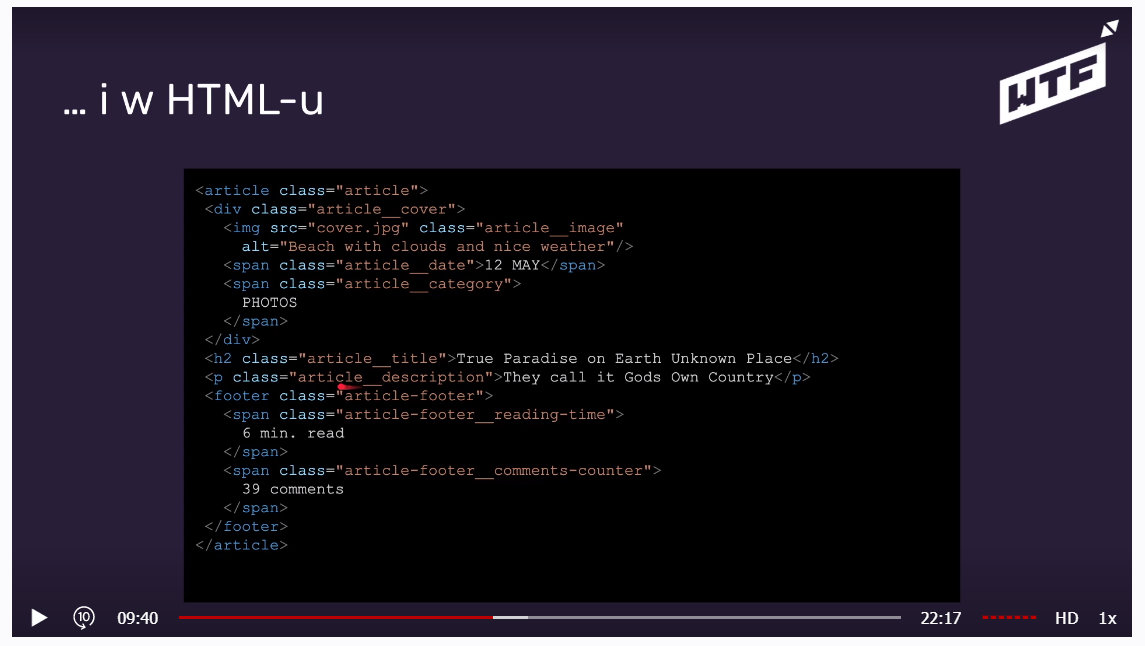 WTF
... i w HTML-u
<article class="article">
<div class="article__cover">
<img src="cover.jpg" class="article__image"
alt="Beach with clouds and nice weather"/>
<span class="article__date">12 MAY</span>
<span class="article__category">
PHOTOS
</span>
</div>
<h2 class="article__title">True Paradise on Earth Unknown Place</h2>
<p class="article__description">They call it Gods Own Country</p>
<footer class="article-footer">
<span class="article-footer__reading-time">
6 min. read
</span>
<span class="article-footer__comments-counter">
39 comments
</span>
</footer>
</article>
10 09:40 22:17 HD 1x